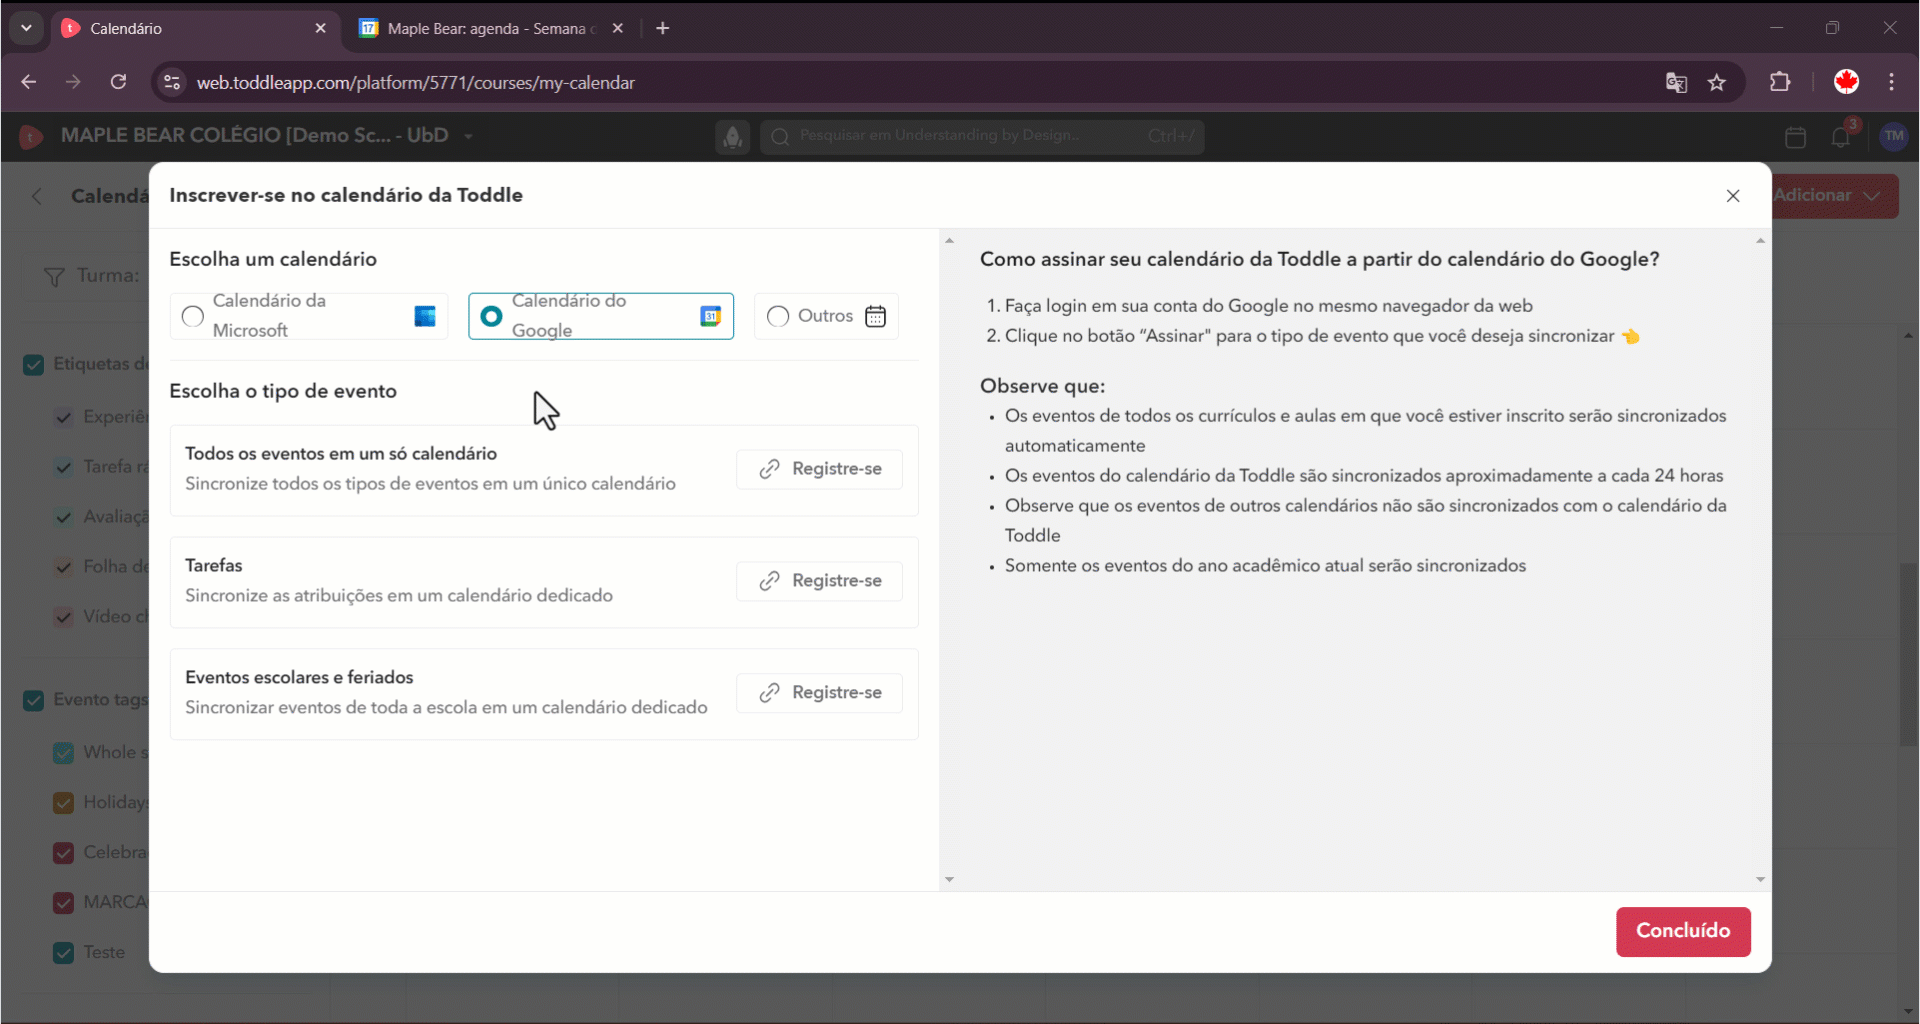 Calendário
Maple Bear: agenda - Semana
web.toddleapp.com/platform/5771/courses/my-calendar
MAPLE BEAR COLÉGIO [Demo Sc... - UbD
Pesquisar em Understanding by Design..
Ctrl+/
3
TM
Calendá
Adicionar
Turma:
Etiquetas de
Experiên
Tarefa rá
Avaliaçã
Folha de
Vídeo ch
Evento tags
Whole s
Holidays
Celebra
MARCA
Teste
Inscrever-se no calendário da Toddle
Escolha um calendário
Calendário da
Microsoft
Calendário do
Google
31
Outros
Escolha o tipo de evento
Todos os eventos em um só calendário
Sincronize todos os tipos de eventos em um único calendário
Registre-se
Tarefas
Sincronize as atribuições em um calendário dedicado
Registre-se
Eventos escolares e feriados
Sincronizar eventos de toda a escola em um calendário dedicado
Registre-se
Como assinar seu calendário da Toddle a partir do calendário do Google?
1. Faça login em sua conta do Google no mesmo navegador da web
2. Clique no botão “Assinar" para o tipo de evento que você deseja sincronizar 👈
Observe que:
• Os eventos de todos os currículos e aulas em que você estiver inscrito serão sincronizados
automaticamente
• Os eventos do calendário da Toddle são sincronizados aproximadamente a cada 24 horas
• Observe que os eventos de outros calendários não são sincronizados com o calendário da
Toddle
• Somente os eventos do ano acadêmico atual serão sincronizados
Concluído